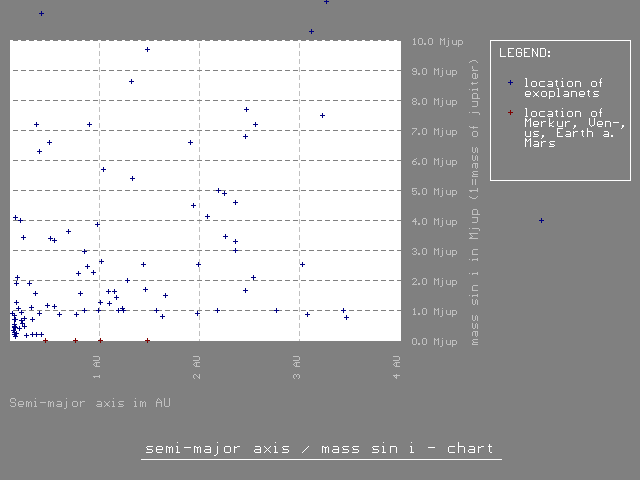 10.0 Mjup
9.0 Mjup
8.0 Mjup
7.0 Mjup
6.0 Mjup
5.0 Mjup
4.0 Mjup
3.0 Mjup
2.0 Mjup
1.0 Mjup
0.0 Mjup
mass sin i in Mjup (1=mass of jupiter)
LEGEND:
location of
exoplanets
location of
Merkur, Ven-,
us, Earth a.
Mars
1 AU
2 AU
3 AU
4 AU
Semi-major axis im AU
semi-major axis / mass sin i - chart